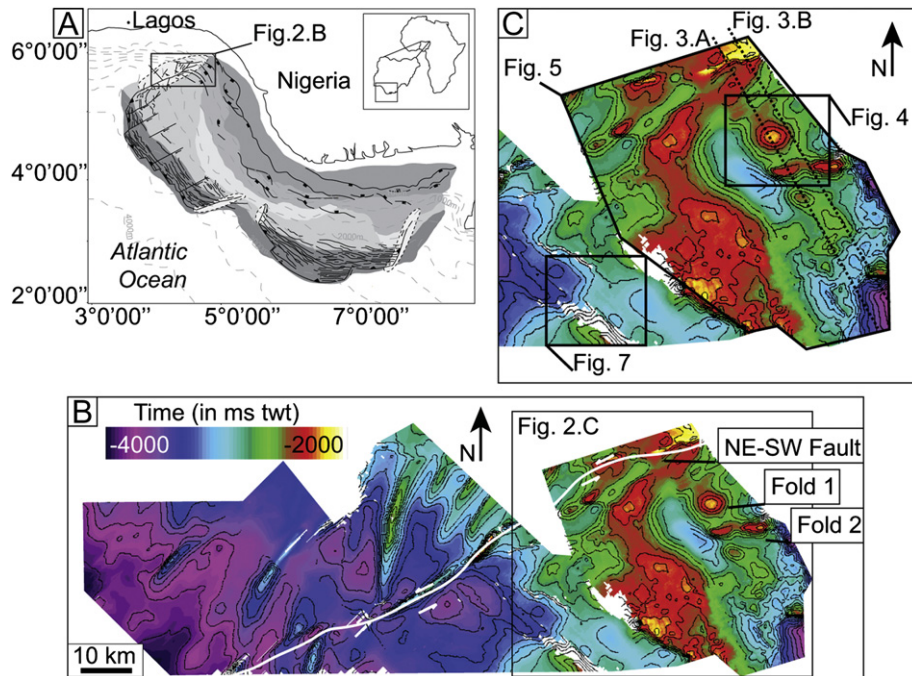 A
Lagos
6°0'00''
Fig.2.B
Nigeria
4°0'00''
4000m
2000m
Atlantic
Ocean
2°0'00''
3°0'00'' 5°0'00'' 7°0'00''
C
Fig. 3.B
Fig. 3.A
Fig. 5
N
Fig. 4
Fig. 7
B
Time (in ms twt)
-4000 -2000
N
Fig. 2.C
NE-SW Fault
Fold 1
Fold 2
10 km